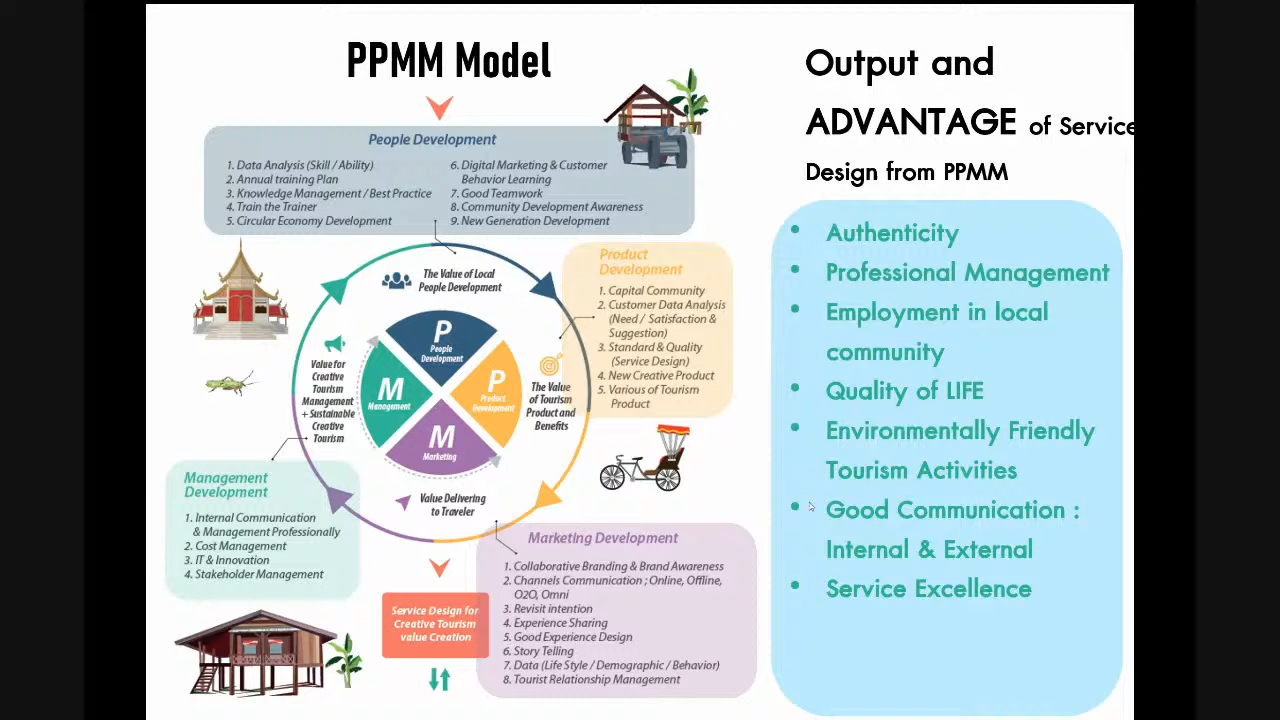 PPMM Model
People Development
1. Data Analysis (Skill / Ability)
2. Annual training Plan
3. Knowledge Management / Best Practice
4. Train the Trainer
5. Circular Economy Development
6. Digital Marketing & Customer
Behavior Learning
7. Good Teamwork
8. Community Development Awareness
9. New Generation Development
The Value of Local
People Development
Product
Development
1. Capital Community
2. Customer Data Analysis
(Need / Satisfaction &
Suggestion)
3. Standard & Quality
(Service Design)
4. New Creative Product
5. Various of Tourism
Product
P
People
Development
P
Product
Development
M
Marketing
M
Management
The Value
of Tourism
Product and
Benefits
Value for
Creative
Tourism
Management
+ Sustainable
Creative
Tourism
Value Delivering
to Traveler
Management
Development
1. Internal Communication
& Management Professionally
2. Cost Management
3. IT & Innovation
4. Stakeholder Management
Marketing Development
1. Collaborative Branding & Brand Awareness
2. Channels Communication ; Online, Offline,
O2O, Omni
3. Revisit intention
4. Experience Sharing
5. Good Experience Design
6. Story Telling
7. Data (Life Style / Demographic / Behavior)
8. Tourist Relationship Management
Service Design for
Creative Tourism
value Creation
Output and
ADVANTAGE of Service
Design from PPMM
• Authenticity
• Professional Management
• Employment in local
community
• Quality of LIFE
• Environmentally Friendly
Tourism Activities
• Good Communication :
Internal & External
• Service Excellence